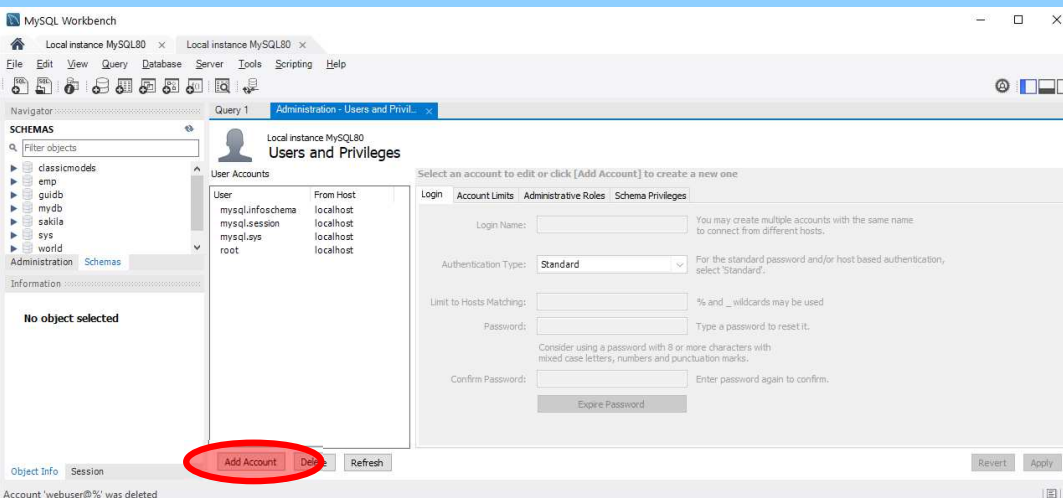 MySQL Workbench
Local instance MySQL80 × Local instance MySQL80 ×
File Edit View Query Database Server Tools Scripting Help
Navigator Query 1 Administration - Users and Privil... ×
SCHEMAS
Filter objects
classicmodels
emp
guidb
mydb
sakila
sys
world
Administration Schemas
Information
No object selected
Object Info Session
Local instance MySQL80
Users and Privileges
User Accounts
User From Host
mysql.infoschema localhost
mysql.session localhost
mysql.sys localhost
root localhost
Add Account Delete Refresh
Select an account to edit or click [Add Account] to create a new one
Login Account Limits Administrative Roles Schema Privileges
Login Name: You may create multiple accounts with the same name
to connect from different hosts.
Authentication Type: Standard For the standard password and/or host based authentication,
select 'Standard'.
Limit to Hosts Matching: % and _ wildcards may be used
Password: Type a password to reset it.
Consider using a password with 8 or more characters with
mixed case letters, numbers and punctuation marks.
Confirm Password: Enter password again to confirm.
Expire Password
Revert Apply
Account 'webuser@%' was deleted